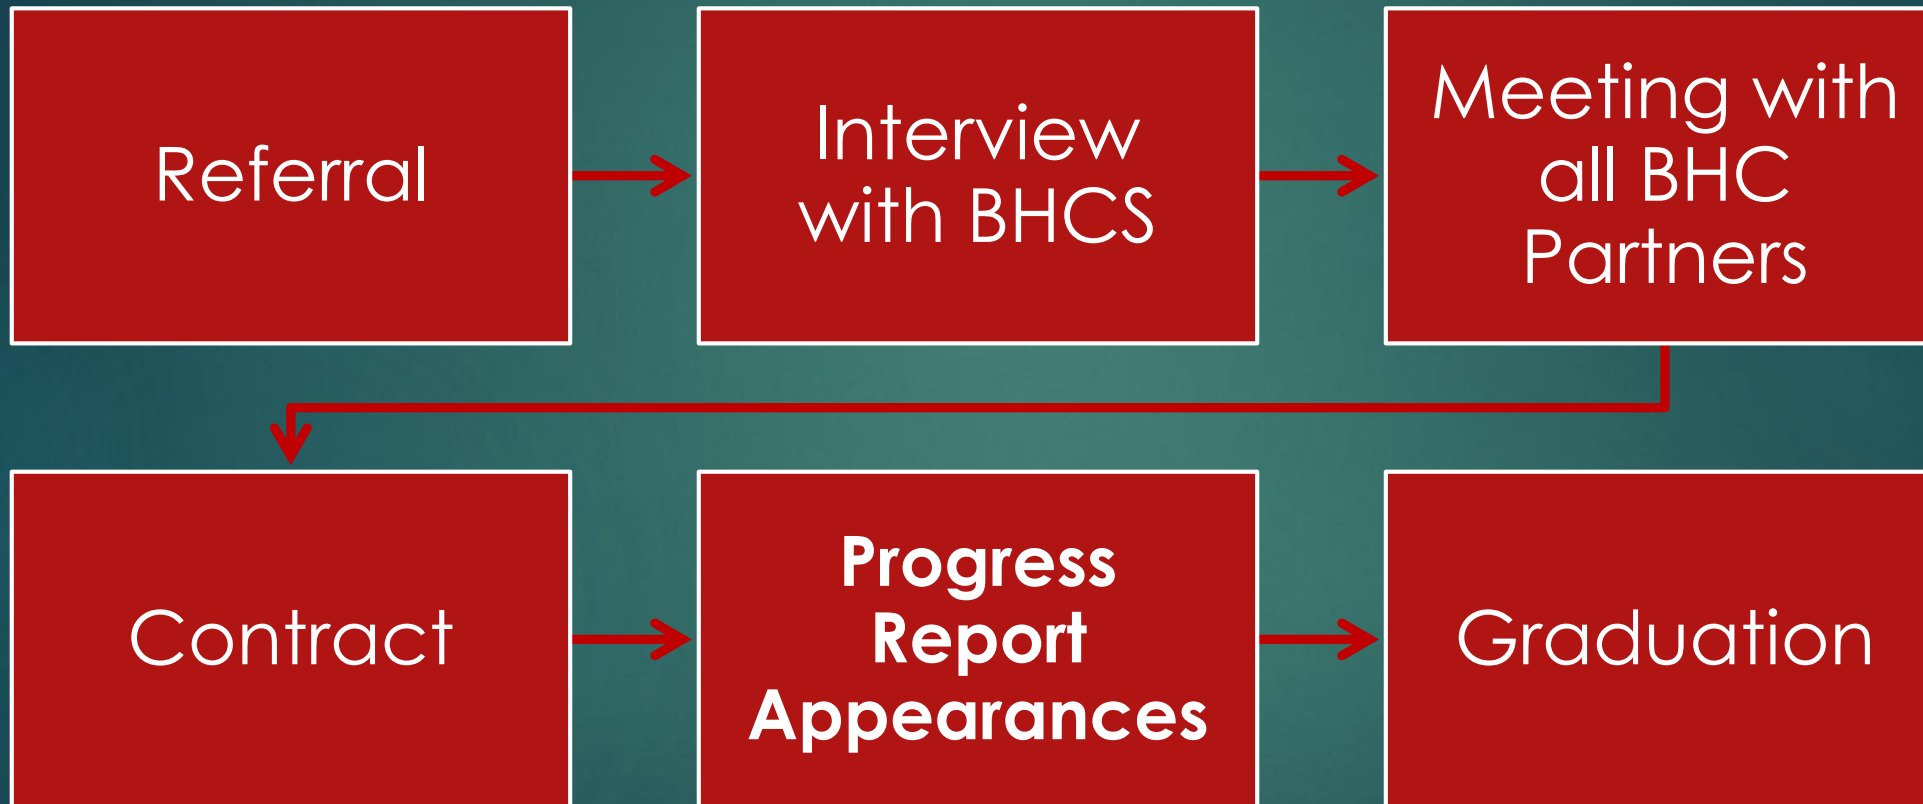 Referral
Interview
with BHCS
Meeting with
all BHC
Partners
Contract
Progress
Report
Appearances
Graduation